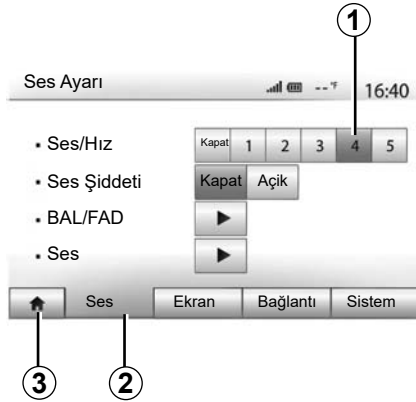 1
Ses Ayarı --°F 16:40
• Ses/Hız Kapat 1 2 3 4 5
• Ses Şiddeti Kapat Açik
• BAL/FAD
• Ses
Ses Ekran Bağlantı Sistem
3 2